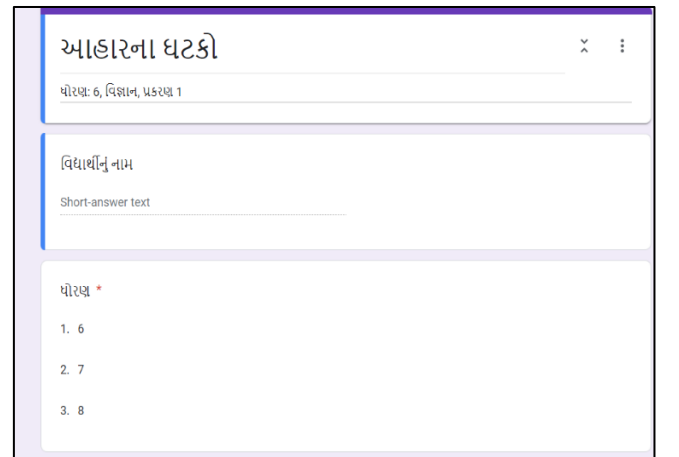 આહારના ઘટકો
ધોરણ: 6, વિજ્ઞાન, પ્રકરણ 1
વિદ્યાર્થીનું નામ
Short-answer text
ધોરણ *
1. 6
2. 7
3. 8